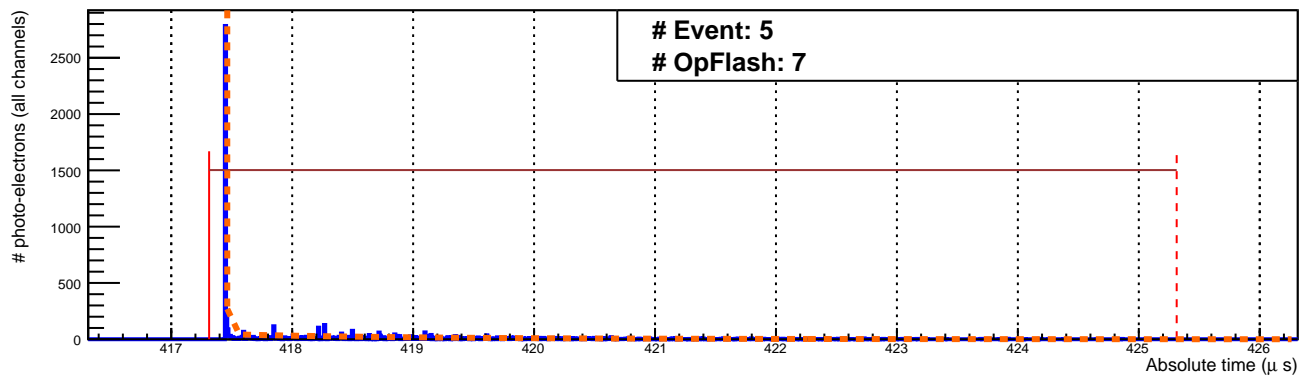 # Event: 5
# OpFlash: 7
# photo-electrons (all channels)
2500
2000
1500
1000
500
0
417 418 419 420 421 422 423 424 425 426
Absolute time (μ s)